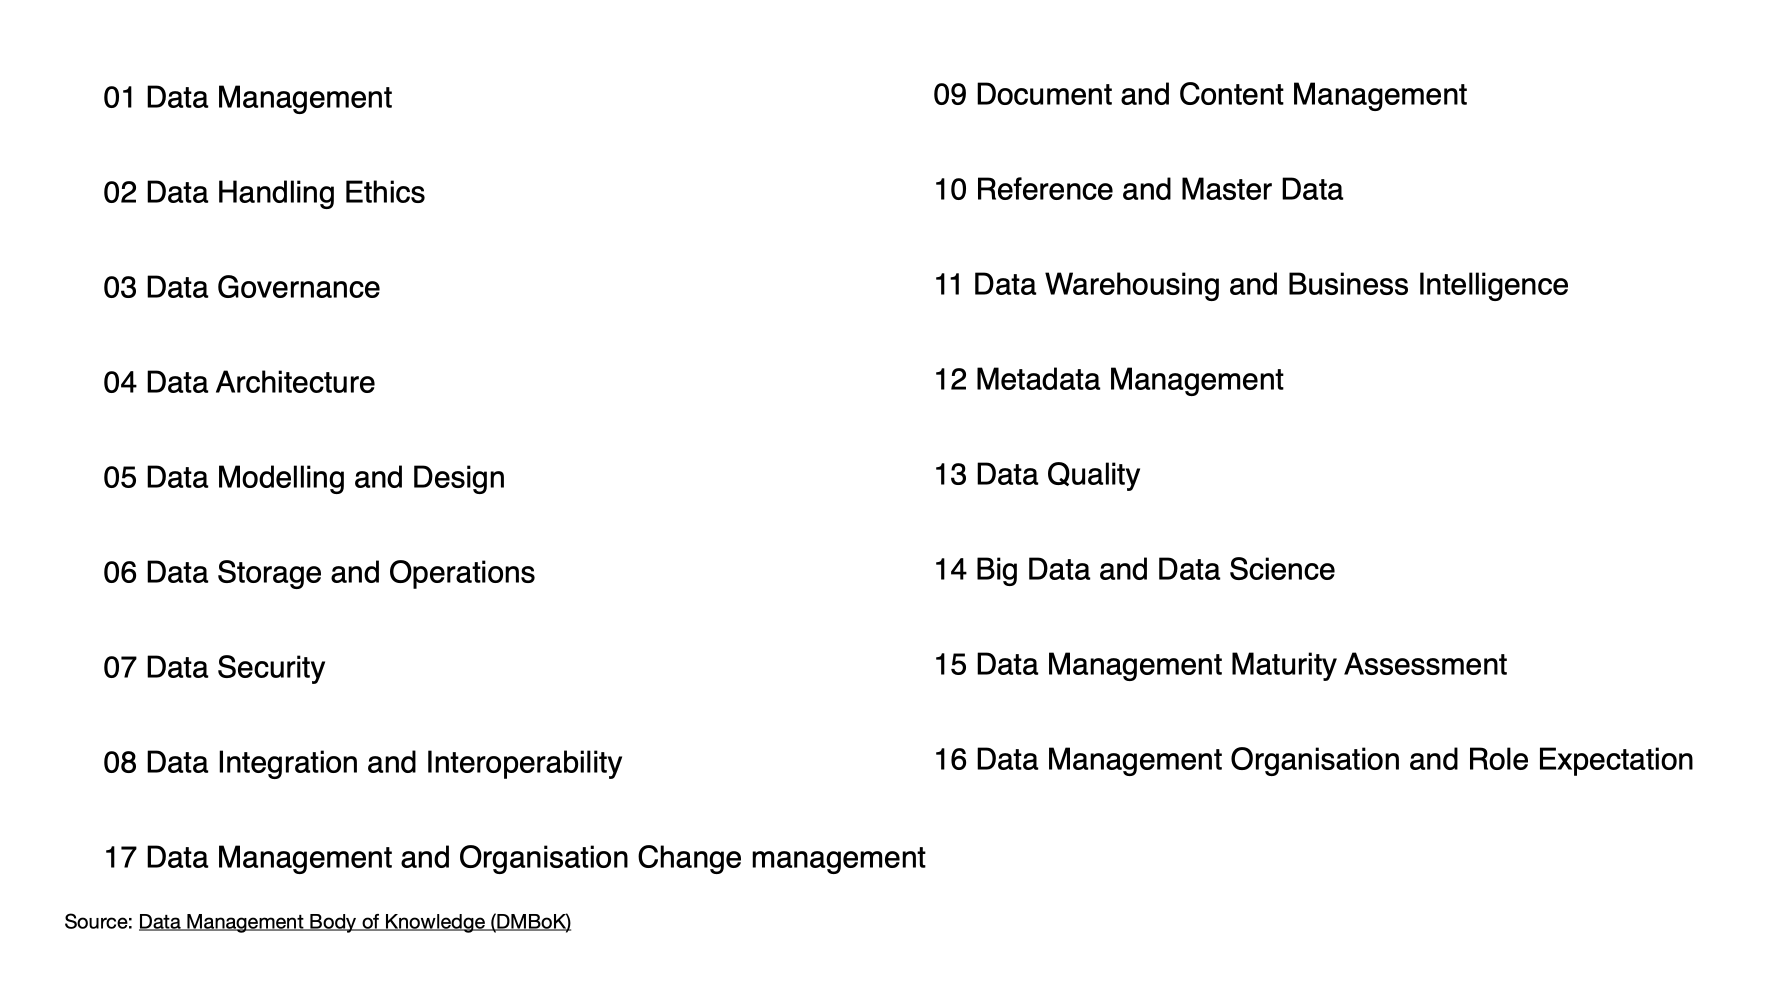 01 Data Management
02 Data Handling Ethics
03 Data Governance
04 Data Architecture
05 Data Modelling and Design
06 Data Storage and Operations
07 Data Security
08 Data Integration and Interoperability
09 Document and Content Management
10 Reference and Master Data
11 Data Warehousing and Business Intelligence
12 Metadata Management
13 Data Quality
14 Big Data and Data Science
15 Data Management Maturity Assessment
16 Data Management Organisation and Role Expectation
17 Data Management and Organisation Change management
Source: Data Management Body of Knowledge (DMBoK)